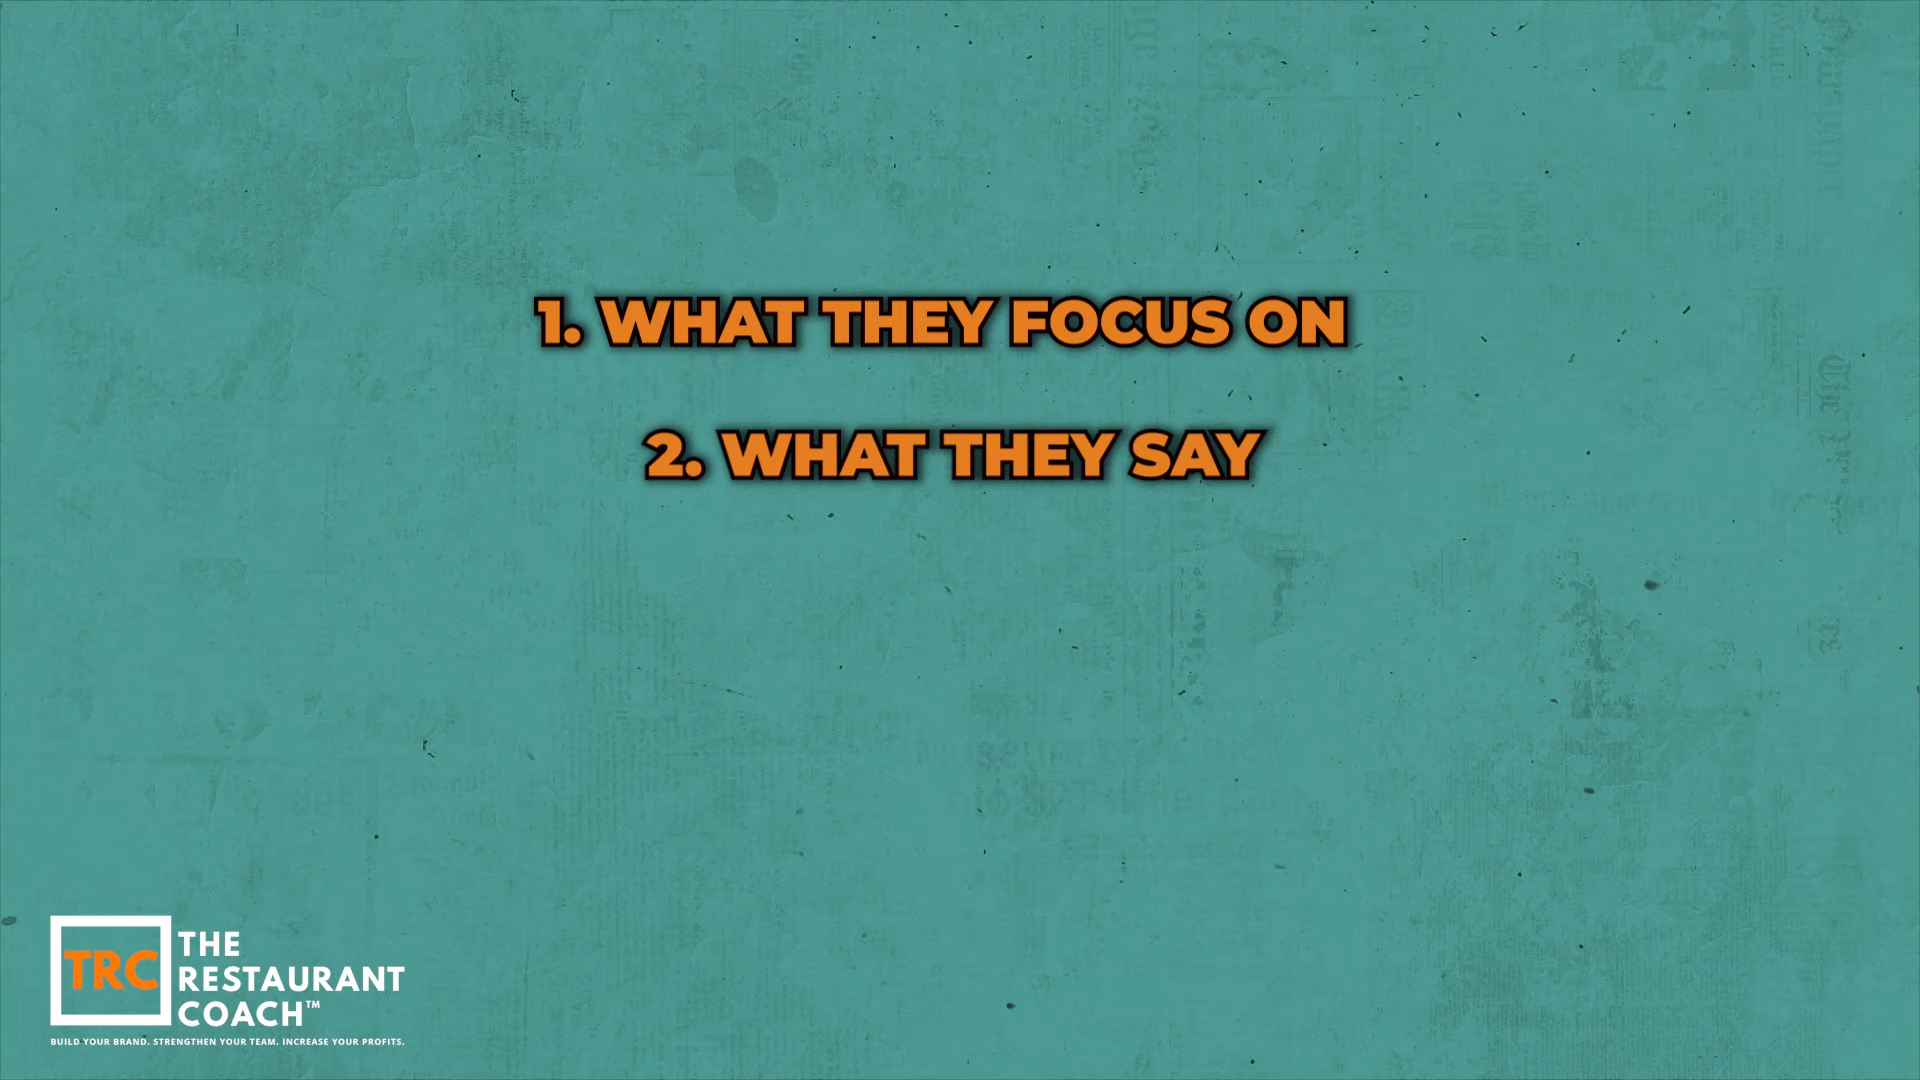 1. WHAT THEY FOCUS ON
2. WHAT THEY SAY
TRC
THE
RESTAURANT
COACH™
BUILD YOUR BRAND. STRENGTHEN YOUR TEAM. INCREASE YOUR PROFITS.